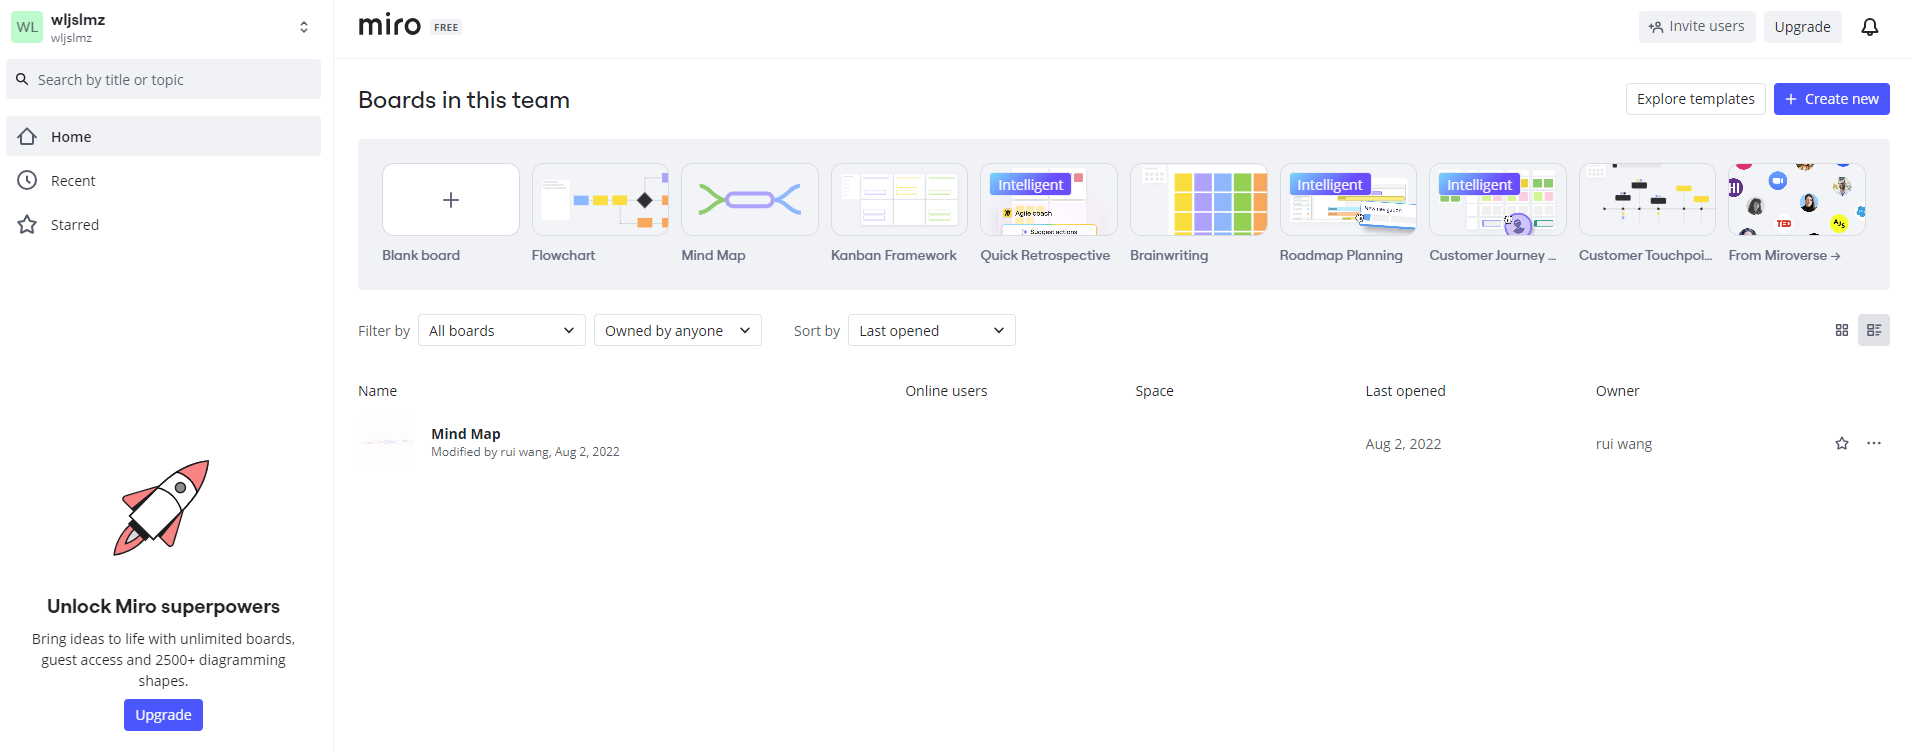 WL
wljslmz
wljslmz
Search by title or topic
Home
Recent
Starred
Unlock Miro superpowers
Bring ideas to life with unlimited boards,
guest access and 2500+ diagramming
shapes.
Upgrade
miro FREE
Invite users
Upgrade
Boards in this team
Explore templates
+ Create new
Intelligent
Agile coach
Suggest actions
Intelligent
New navigation
Intelligent
HI
TED
AJS
Blank board
Flowchart
Mind Map
Kanban Framework
Quick Retrospective
Brainwriting
Roadmap Planning
Customer Journey ...
Customer Touchpoi...
From Miroverse →
Filter by
All boards
Owned by anyone
Sort by
Last opened
Name
Online users
Space
Last opened
Owner
Mind Map
Modified by rui wang, Aug 2, 2022
Aug 2, 2022
rui wang